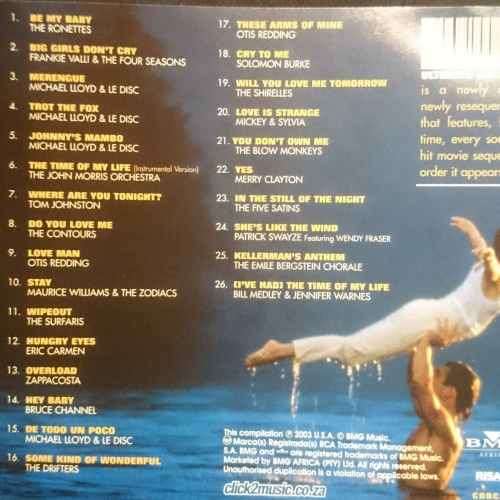 1. BE MY BABY
THE RONETTES
2. BIG GIRLS DON'T CRY
FRANKIE VALLI & THE FOUR SEASONS
3. MERENGUE
MICHAEL LLOYD & LE DISC
4. TROT THE FOX
MICHAEL LLOYD & LE DISC
5. JOHNNY'S MAMBO
MICHAEL LLOYD & LE DISC
6. THE TIME OF MY LIFE (Instrumental Version)
THE JOHN MORRIS ORCHESTRA
7. WHERE ARE YOU TONIGHT?
TOM JOHNSTON
8. DO YOU LOVE ME
THE CONTOURS
9. LOVE MAN
OTIS REDDING
10. STAY
MAURICE WILLIAMS & THE ZODIACS
11. WIPEOUT
THE SURFARIS
12. HUNGRY EYES
ERIC CARMEN
13. OVERLOAD
ZAPPACOSTA
14. HEY BABY
BRUCE CHANNEL
15. DE TODO UN POCO
MICHAEL LLOYD & LE DISC
16. SOME KIND OF WONDERFUL
THE DRIFTERS
17. THESE ARMS OF MINE
OTIS REDDING
18. CRY TO ME
SOLOMON BURKE
19. WILL YOU LOVE ME TOMORROW
THE SHIRELLES
20. LOVE IS STRANGE
MICKEY & SYLVIA
21. YOU DON'T OWN ME
THE BLOW MONKEYS
22. YES
MERRY CLAYTON
23. IN THE STILL OF THE NIGHT
THE FIVE SATINS
24. SHE'S LIKE THE WIND
PATRICK SWAYZE Featuring WENDY FRASER
25. KELLERMAN'S ANTHEM
THE EMILE BERGSTEIN CHORALE
26. (I'VE HAD) THE TIME OF MY LIFE
BILL MEDLEY & JENNIFER WARNES
is a newly
newly reseque
that features,
time, every so
hit movie seque
order it appear
This compilation ℗ 2003 U.S.A. © BMG Music.
Marca(s) Registrada(s) RCA Trademark Management,
S.A. BMG and are registered trademarks of BMG Music.
Marketed by BMG AFRICA (PTY) Ltd. All rights reserved.
Unauthorised duplication is a violation of applicable laws.
click2music.co.za
BM